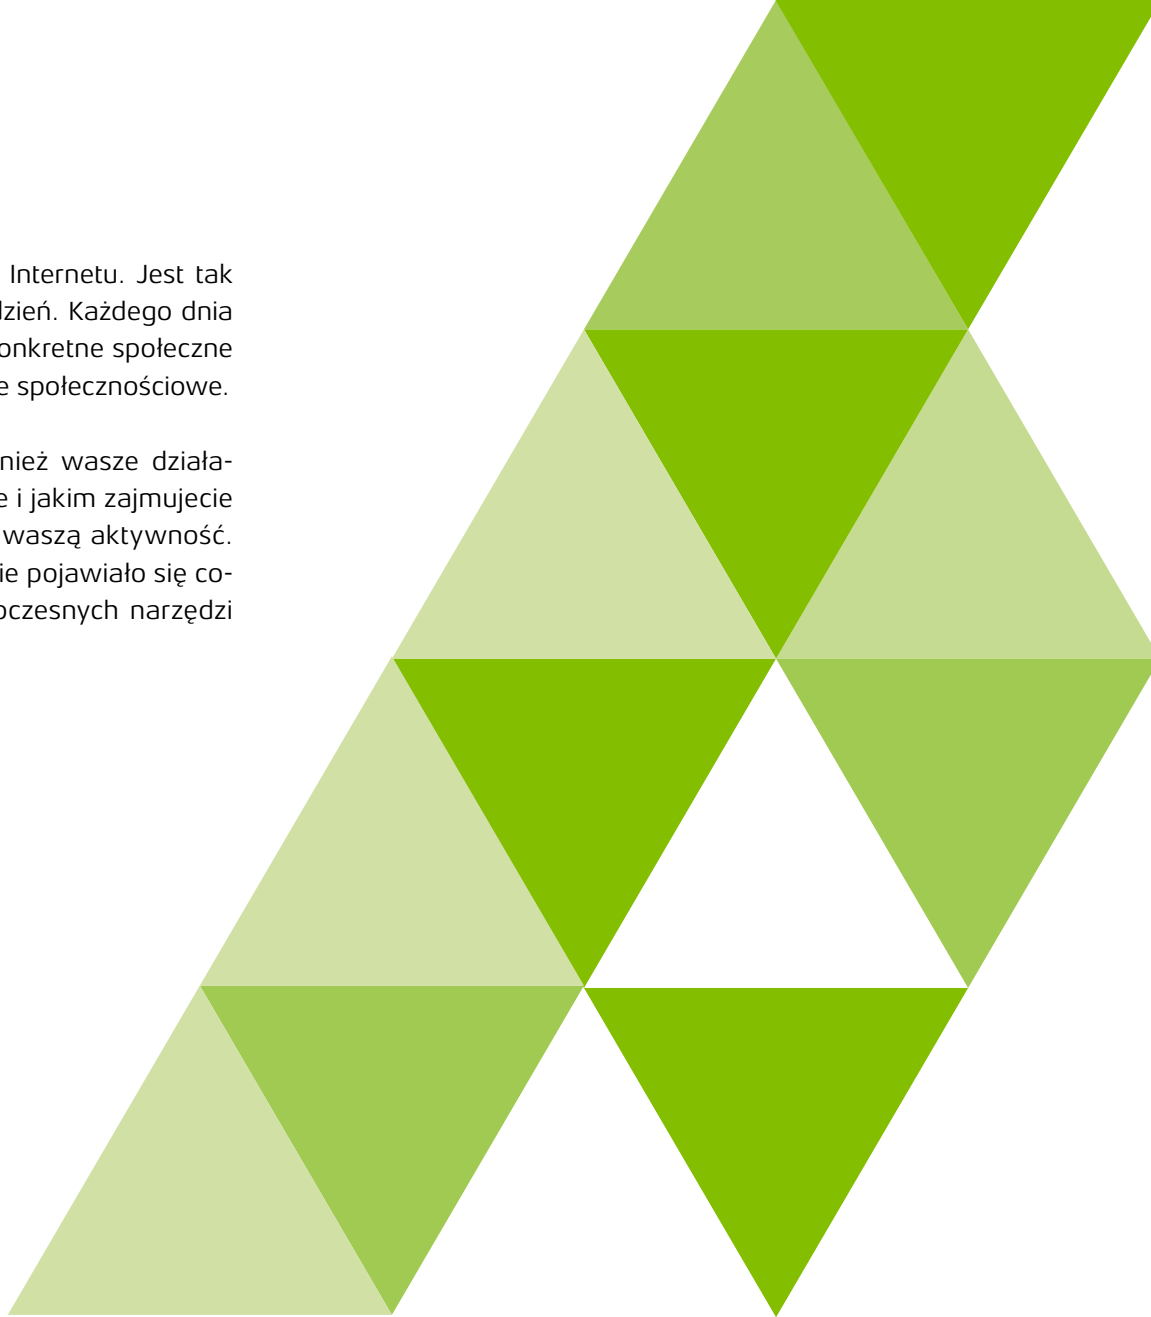 Internetu. Jest tak
dzień. Każdego dnia
konkretne społeczne
e społecznościowe.
nież wasze działa-
e i jakim zajmujecie
waszą aktywność.
ie pojawiało się co-
oczesnych narzędzi